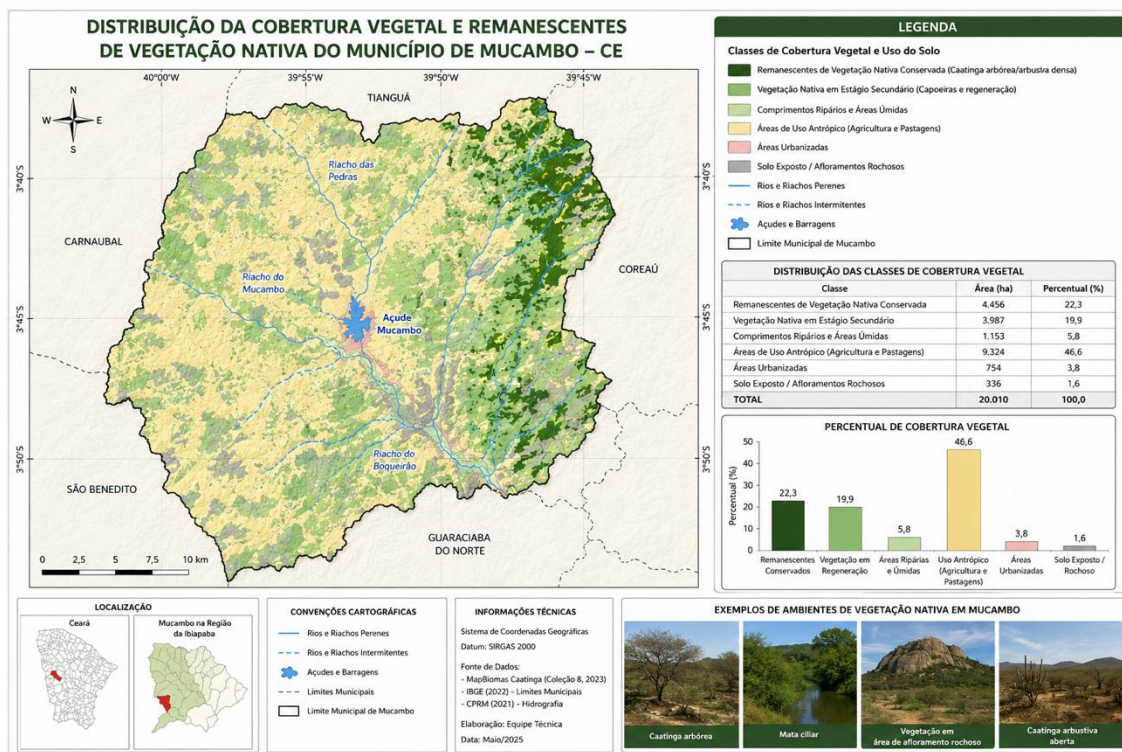 DISTRIBUIÇÃO DA COBERTURA VEGETAL E REMANESCENTES
DE VEGETAÇÃO NATIVA DO MUNICÍPIO DE MUCAMBO – CE
40°00'W
39°55'W
39°50'W
39°45'W
N
W
E
S
TIANGUÁ
Riacho das
Pedras
3°40'S
3°40'S
CARNAUBAL
COREAÚ
Riacho do
Mucambo
Açude
Mucambo
3°45'S
3°45'S
Riacho do
Boqueirão
3°50'S
3°50'S
SÃO BENEDITO
GUARACIABA
DO NORTE
0 2,5 5 7,5 10 km
LEGENDA
Classes de Cobertura Vegetal e Uso do Solo
Remanescentes de Vegetação Nativa Conservada (Caatinga arbórea/arbustva densa)
Vegetação Nativa em Estágio Secundário (Capoeiras e regeneração)
Comprimentos Ripários e Áreas Úmidas
Áreas de Uso Antrópico (Agricultura e Pastagens)
Áreas Urbanizadas
Solo Exposto / Afloramentos Rochosos
Rios e Riachos Perenes
Rios e Riachos Intermitentes
Açudes e Barragens
Limite Municipal de Mucambo
DISTRIBUIÇÃO DAS CLASSES DE COBERTURA VEGETAL
Classe Área (ha) Percentual (%)
Remanescentes de Vegetação Nativa Conservada 4.456 22,3
Vegetação Nativa em Estágio Secundário 3.987 19,9
Comprimentos Ripários e Áreas Úmidas 1.153 5,8
Áreas de Uso Antrópico (Agricultura e Pastagens) 9.324 46,6
Áreas Urbanizadas 754 3,8
Solo Exposto / Afloramentos Rochosos 336 1,6
TOTAL 20.010 100,0
PERCENTUAL DE COBERTURA VEGETAL
Percentual (%)
50
40
30
20
10
0
22,3
19,9
5,8
46,6
3,8
1,6
Remanescentes
Conservados
Vegetação em
Regeneração
Áreas Ripárias
e Úmidas
Uso Antrópico
(Agricultura e
Pastagens)
Áreas
Urbanizadas
Solo Exposto /
Rochoso
LOCALIZAÇÃO
Ceará
Mucambo na Região
da Ibiapaba
CONVENÇÕES CARTOGRÁFICAS
Rios e Riachos Perenes
Rios e Riachos Intermitentes
Açudes e Barragens
Limites Municipais
Limite Municipal de Mucambo
INFORMAÇÕES TÉCNICAS
Sistema de Coordenadas Geográficas
Datum: SIRGAS 2000
Fonte de Dados:
- MapBiomas Caatinga (Coleção 8, 2023)
- IBGE (2022) – Limites Municipais
- CPRM (2021) – Hidrografia
Elaboração: Equipe Técnica
Data: Maio/2025
EXEMPLOS DE AMBIENTES DE VEGETAÇÃO NATIVA EM MUCAMBO
Caatinga arbórea
Mata ciliar
Vegetação em
área de afloramento rochoso
Caatinga arbustiva
aberta